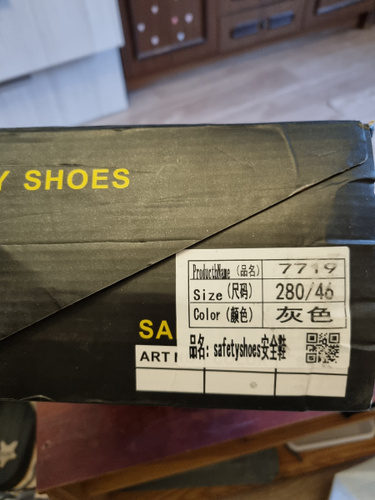 Y SHOES
ProducthName (品名) 7719
Size(尺码) 280/46
Color(颜色) 灰色
品名: safetyshoes安全鞋
SA
ART